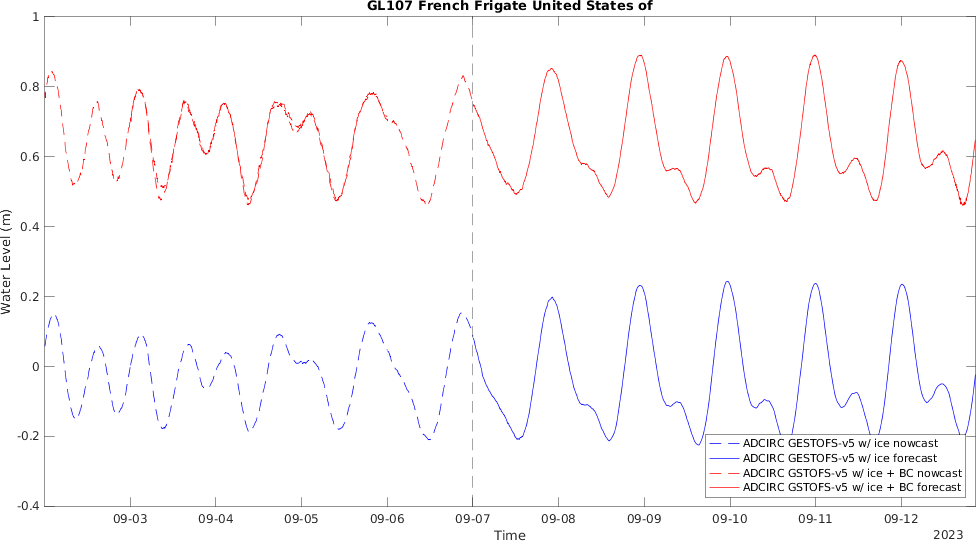 GL107 French Frigate United States of
1
0.8
0.6
0.4
0.2
0
-0.2
-0.4
Water Level (m)
09-03 09-04 09-05 09-06 09-07 09-08 09-09 09-10 09-11 09-12
Time
2023
ADCIRC GESTOFS-v5 w/ ice nowcast
ADCIRC GESTOFS-v5 w/ ice forecast
ADCIRC GSTOFS-v5 w/ ice + BC nowcast
ADCIRC GSTOFS-v5 w/ ice + BC forecast